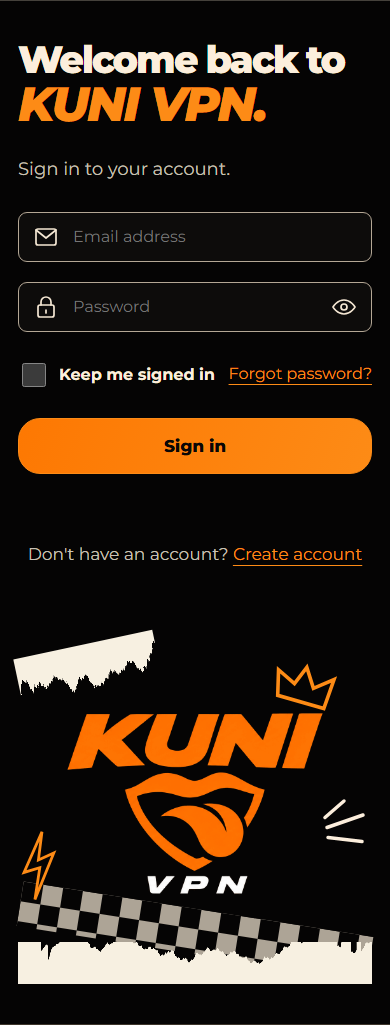 Welcome back to
KUNI VPN.
Sign in to your account.
Email address
Password
Keep me signed in Forgot password?
Sign in
Don't have an account? Create account
KUNI
VPN